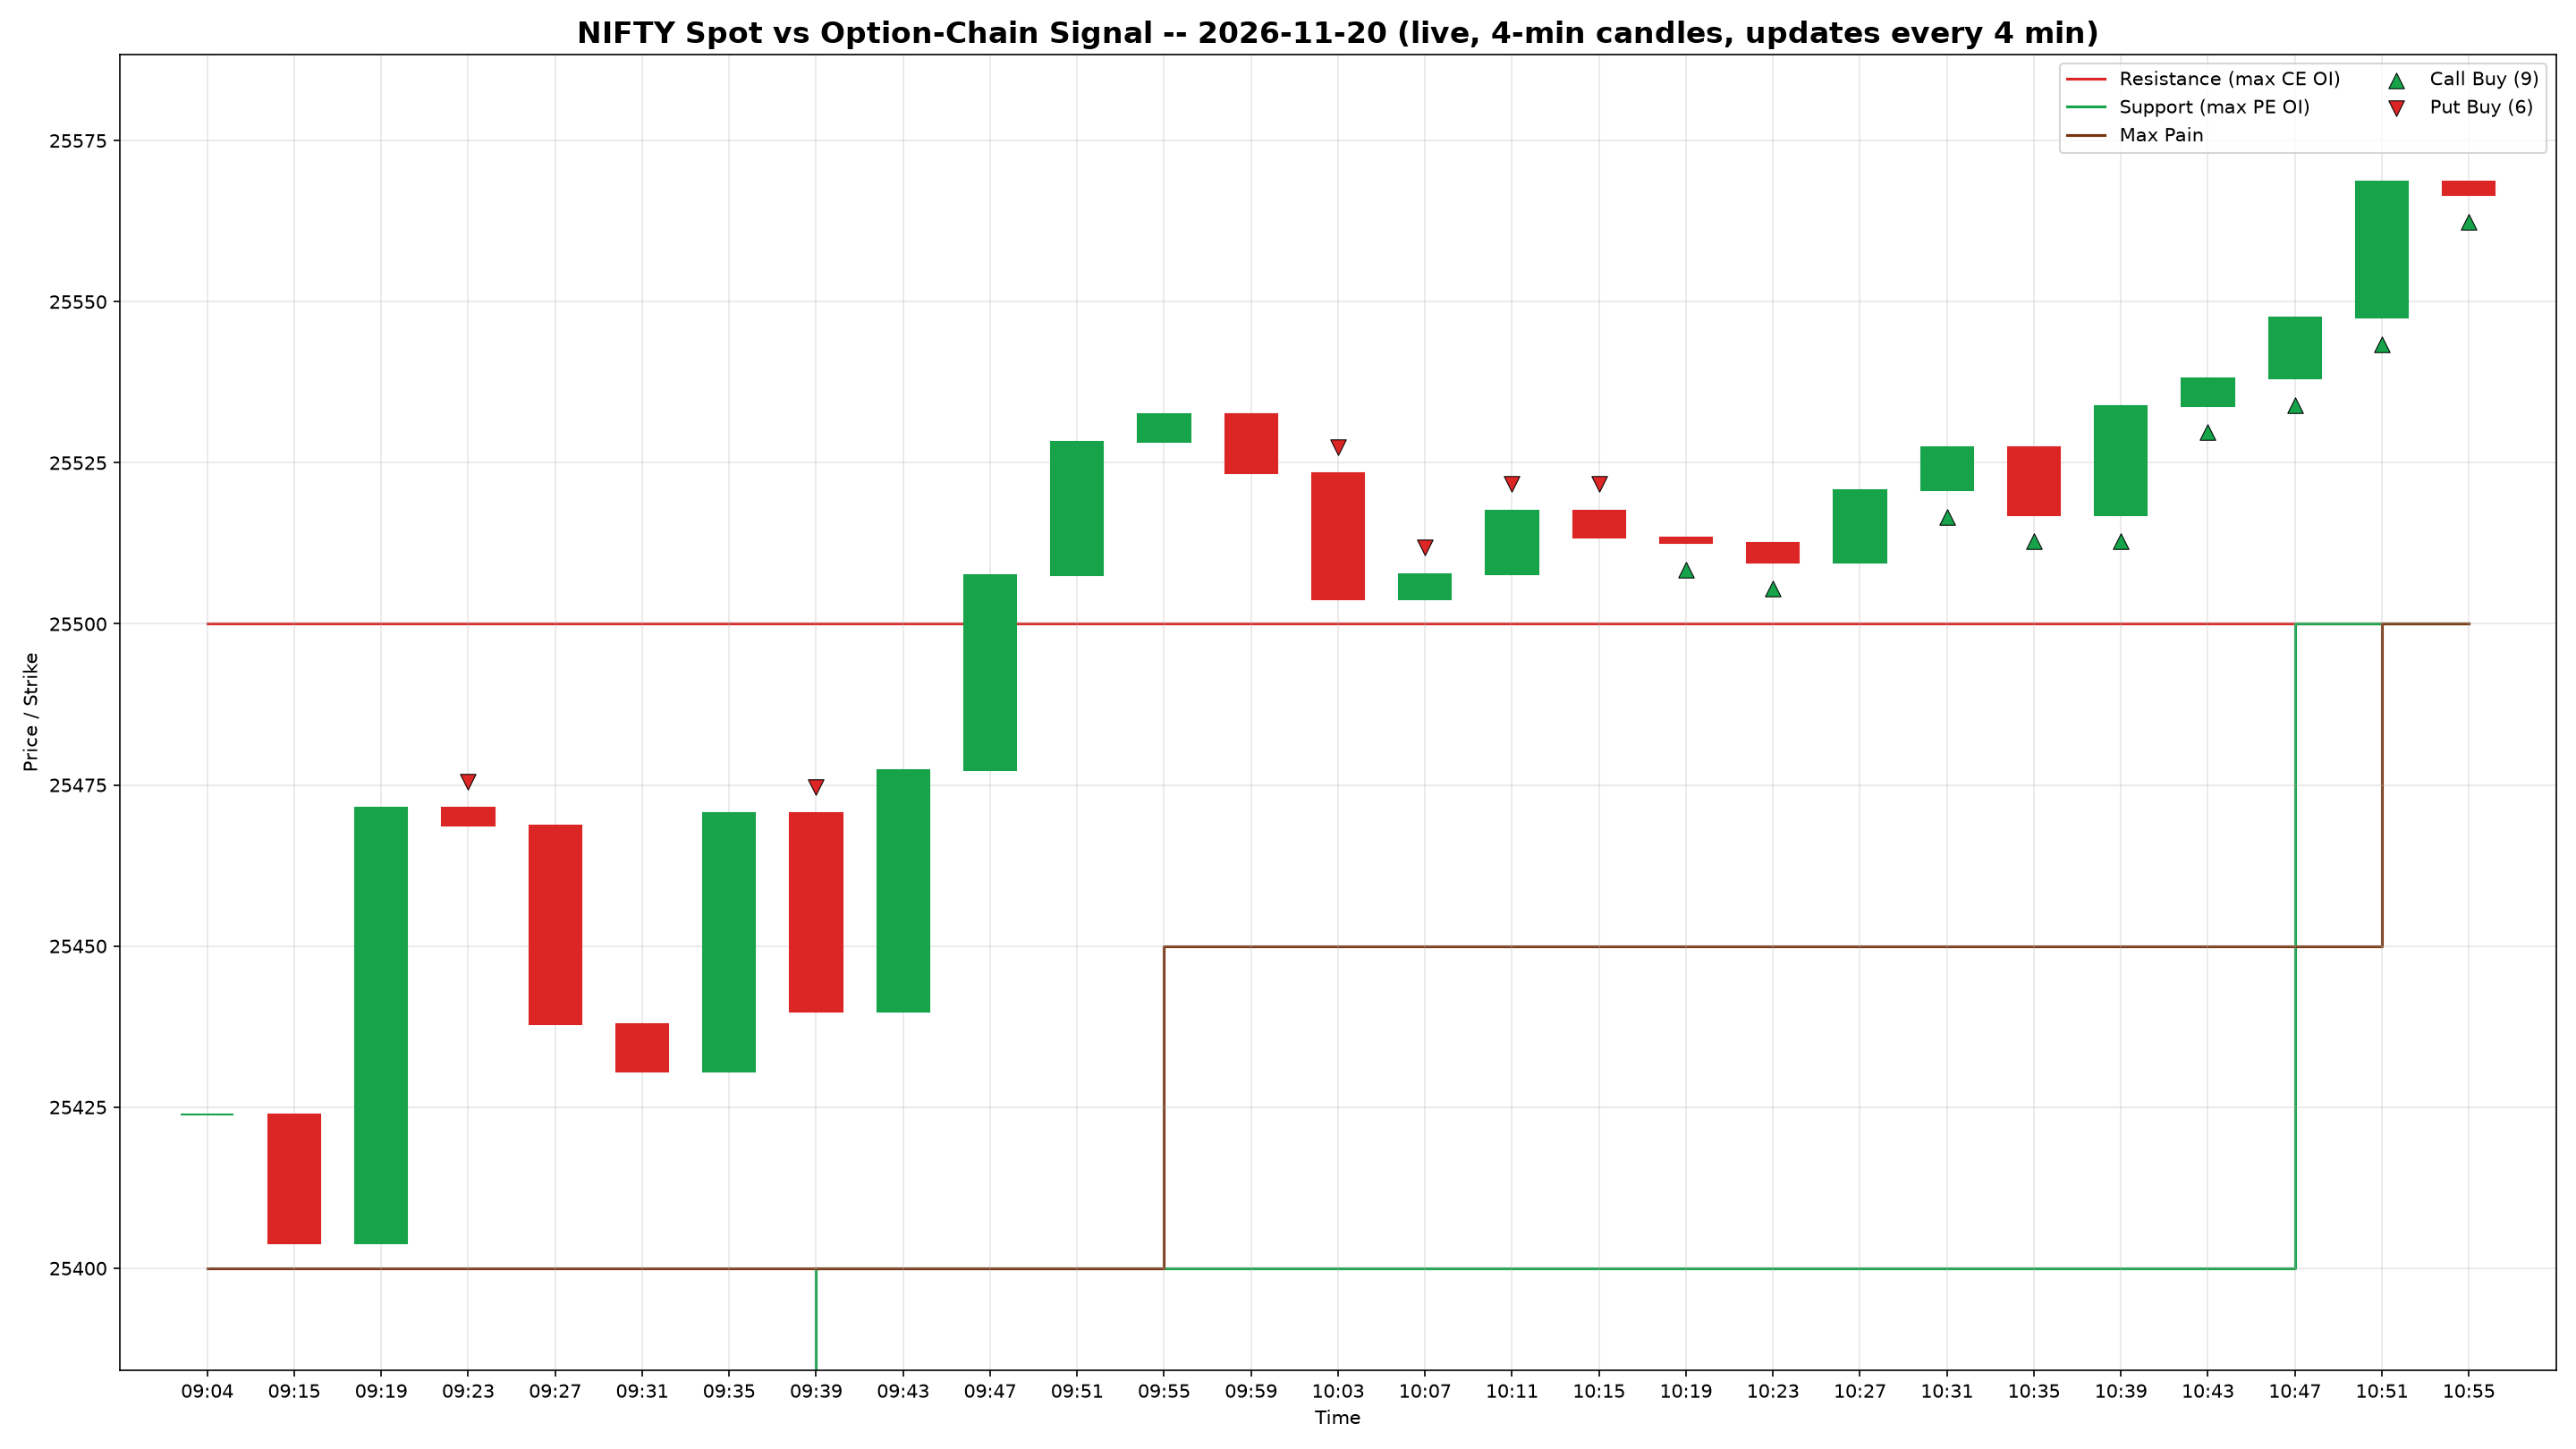 NIFTY Spot vs Option-Chain Signal -- 2026-11-20 (live, 4-min candles, updates every 4 min)
Resistance (max CE OI)
Support (max PE OI)
Max Pain
Call Buy (9)
Put Buy (6)
Price / Strike
25575
25550
25525
25500
25475
25450
25425
25400
09:04 09:15 09:19 09:23 09:27 09:31 09:35 09:39 09:43 09:47 09:51 09:55 09:59 10:03 10:07 10:11 10:15 10:19 10:23 10:27 10:31 10:35 10:39 10:43 10:47 10:51 10:55
Time